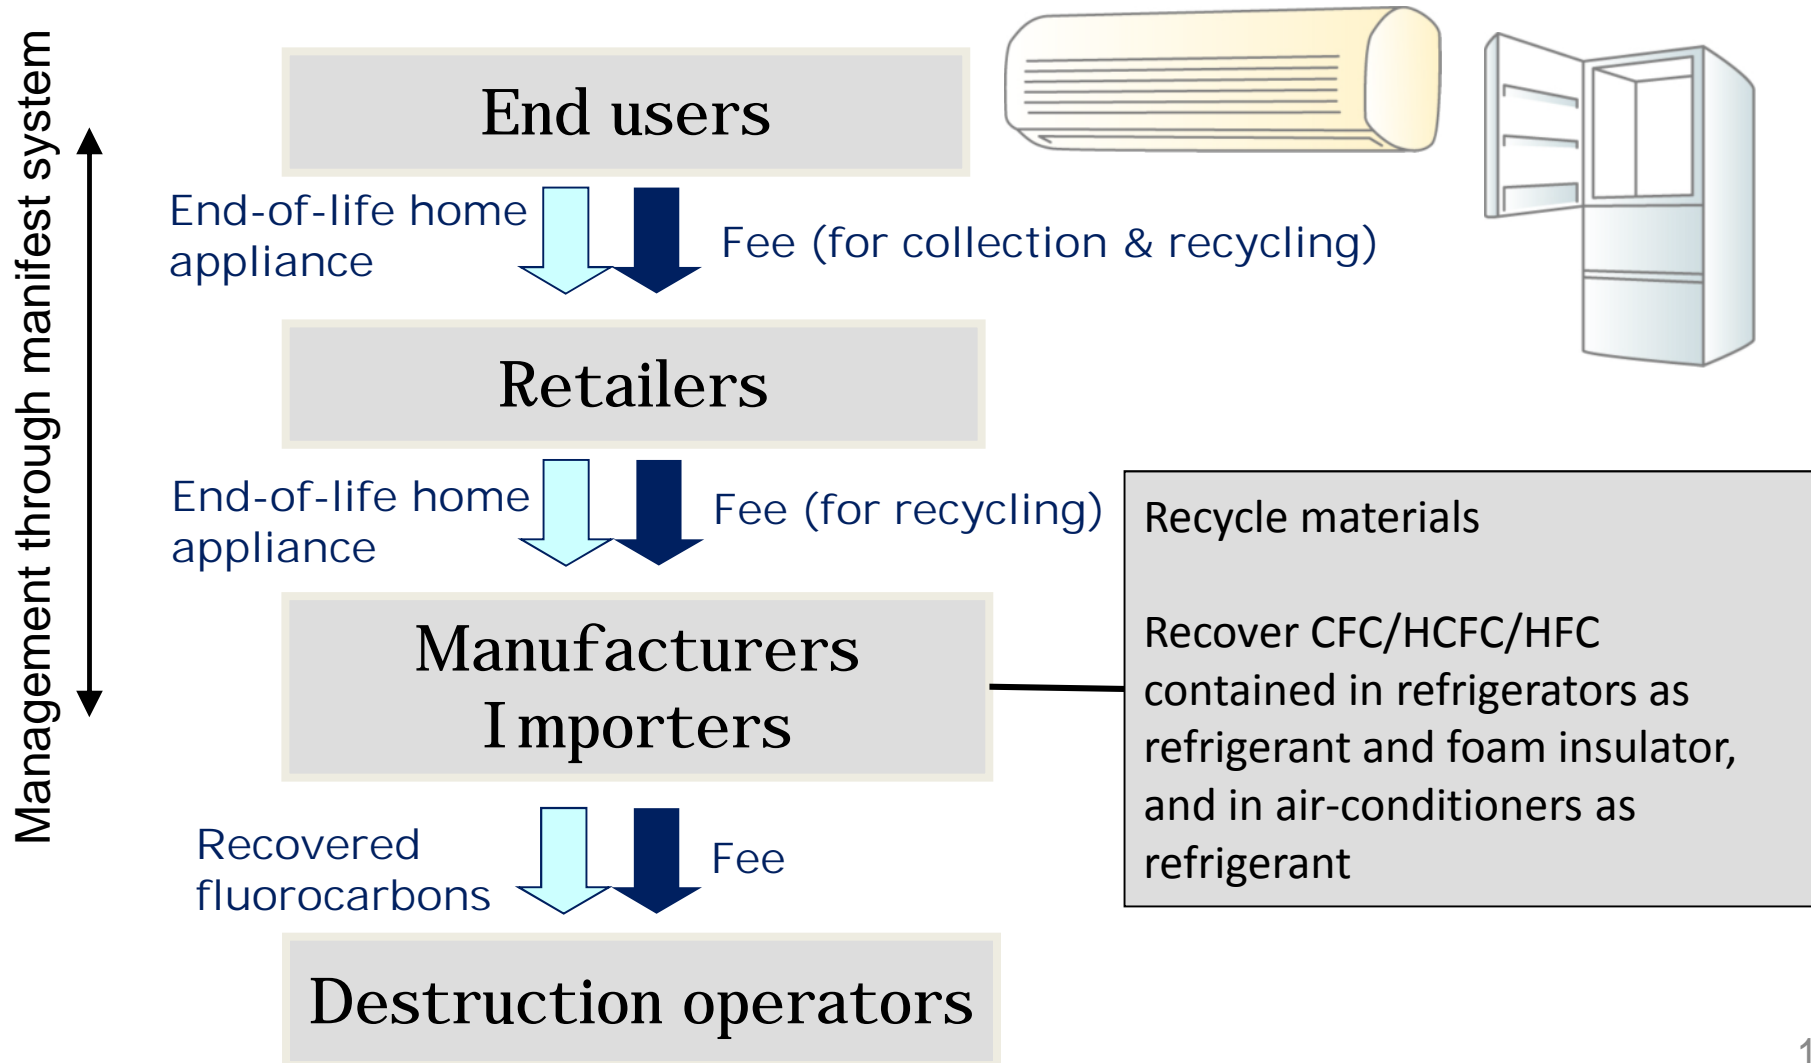 Management through manifest system
End users
End-of-life home
appliance
Fee (for collection & recycling)
Retailers
End-of-life home
appliance
Fee (for recycling)
Manufacturers
Importers
Recycle materials
Recover CFC/HCFC/HFC
contained in refrigerators as
refrigerant and foam insulator,
and in air-conditioners as
refrigerant
Recovered
fluorocarbons
Fee
Destruction operators
1